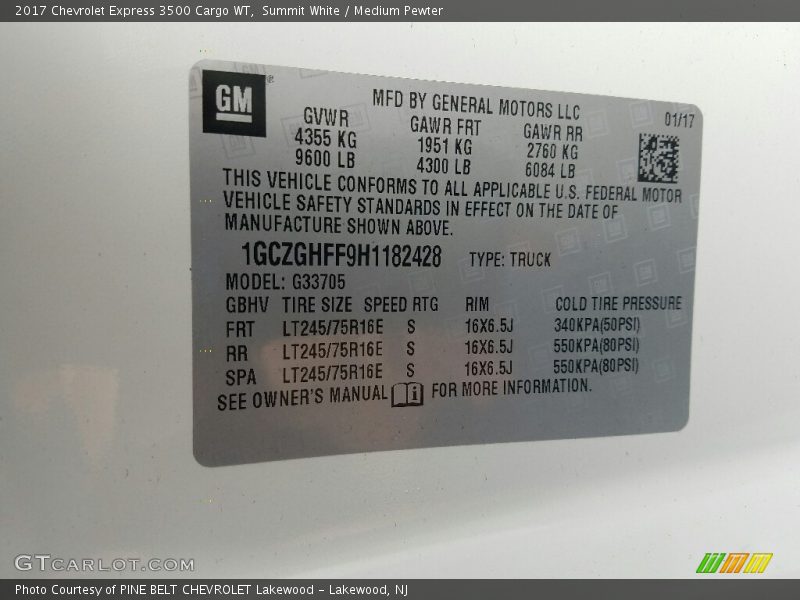 2017 Chevrolet Express 3500 Cargo WT, Summit White / Medium Pewter
GM®
MFD BY GENERAL MOTORS LLC
01/17
GVWR GAWR FRT GAWR RR
4355 KG 1951 KG 2760 KG
9600 LB 4300 LB 6084 LB
THIS VEHICLE CONFORMS TO ALL APPLICABLE U.S. FEDERAL MOTOR
VEHICLE SAFETY STANDARDS IN EFFECT ON THE DATE OF
MANUFACTURE SHOWN ABOVE.
1GCZGHFF9H1182428 TYPE: TRUCK
MODEL: G33705
GBHV TIRE SIZE SPEED RTG RIM COLD TIRE PRESSURE
FRT LT245/75R16E S 16X6.5J 340KPA(50PSI)
RR LT245/75R16E S 16X6.5J 550KPA(80PSI)
SPA LT245/75R16E S 16X6.5J 550KPA(80PSI)
SEE OWNER'S MANUAL i FOR MORE INFORMATION.
GTCARLOT.COM
Photo Courtesy of PINE BELT CHEVROLET Lakewood - Lakewood, NJ